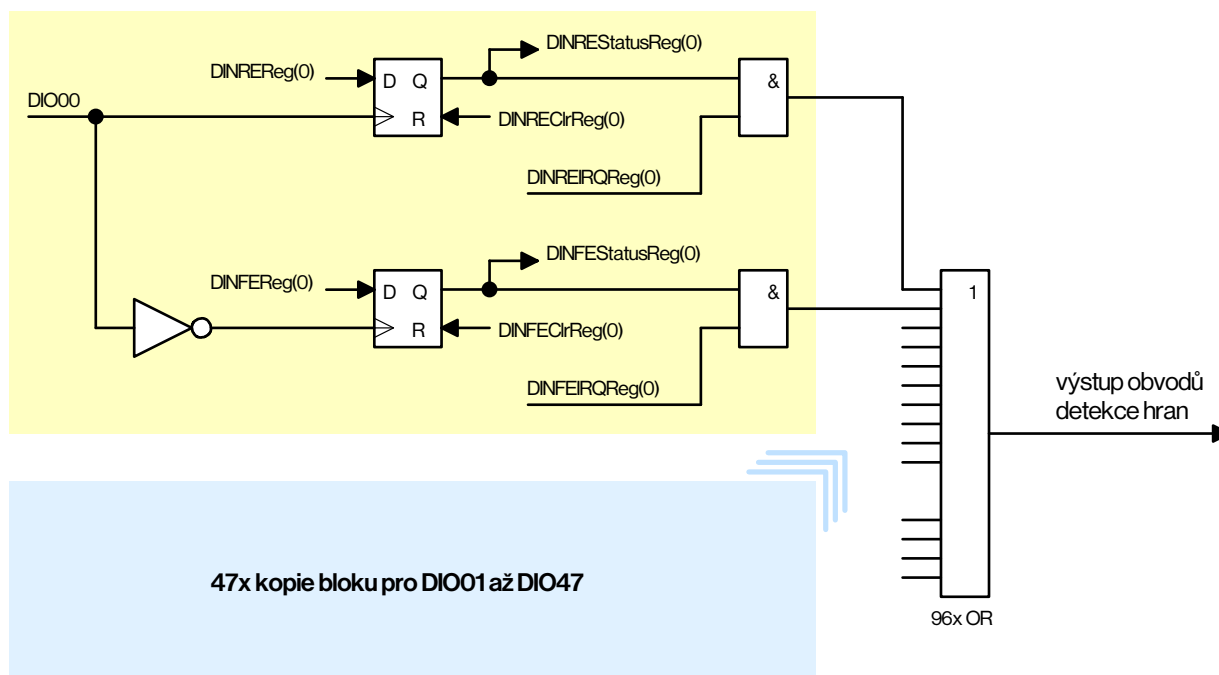 DINREStatusReg(0)
DINREReg(0)
D Q
&
DIO00
R
DINREClrReg(0)
1
DINREIRQReg(0)
DINFEStatusReg(0)
DINFEReg(0)
D Q
&
R
DINFEClrReg(0)
DINFEIRQReg(0)
výstup obvodů
detekce hran
47x kopie bloku pro DIO01 až DIO47
96x OR